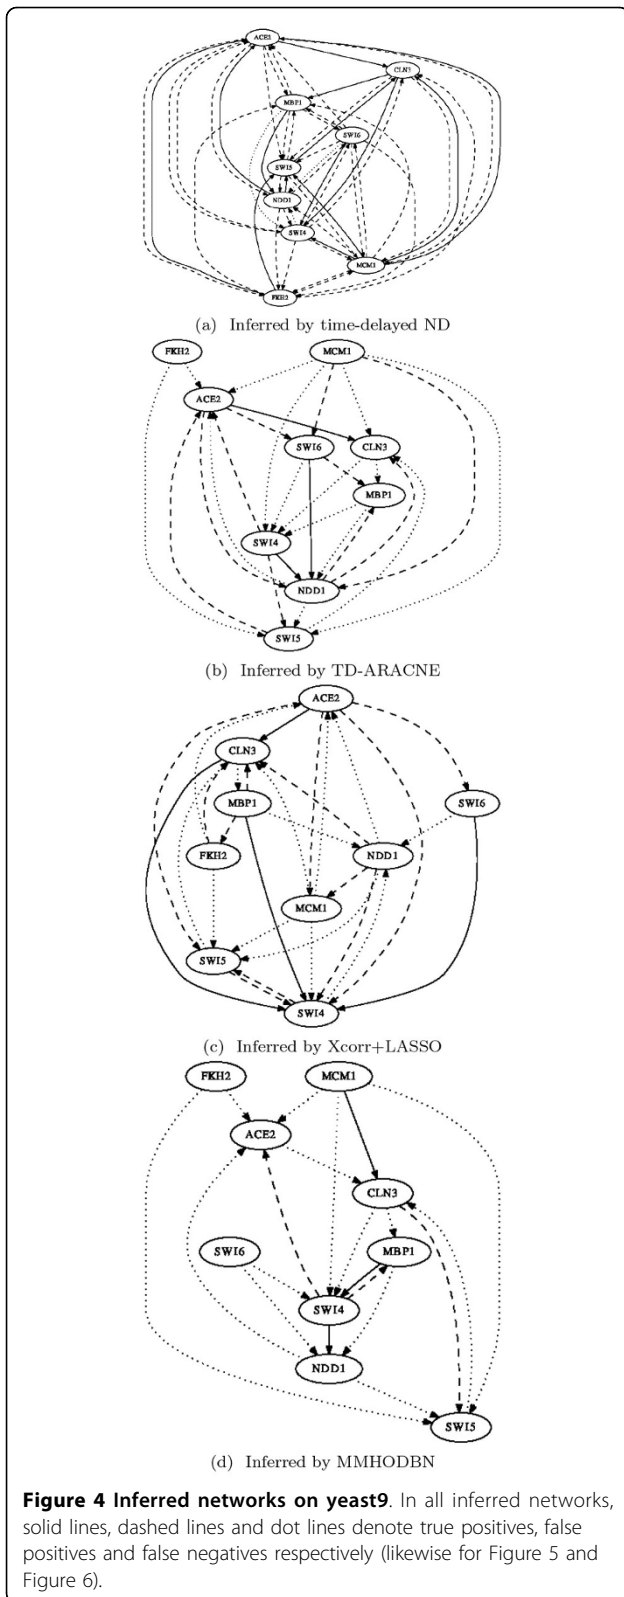 ACE2
CLN3
MBP1
SWI6
SWI5
NDD1
SWI4
MCM1
FKH2
(a) Inferred by time-delayed ND
FKH2
MCM1
ACE2
SWI6
CLN3
MBP1
SWI4
NDD1
SWI5
(b) Inferred by TD-ARACNE
ACE2
CLN3
MBP1
SWI6
FKH2
NDD1
MCM1
SWI5
SWI4
(c) Inferred by Xcorr+LASSO
FKH2
MCM1
ACE2
CLN3
SWI6
MBP1
SWI4
NDD1
SWI5
(d) Inferred by MMHODBN
Figure 4 Inferred networks on yeast9. In all inferred networks,
solid lines, dashed lines and dot lines denote true positives, false
positives and false negatives respectively (likewise for Figure 5 and
Figure 6).